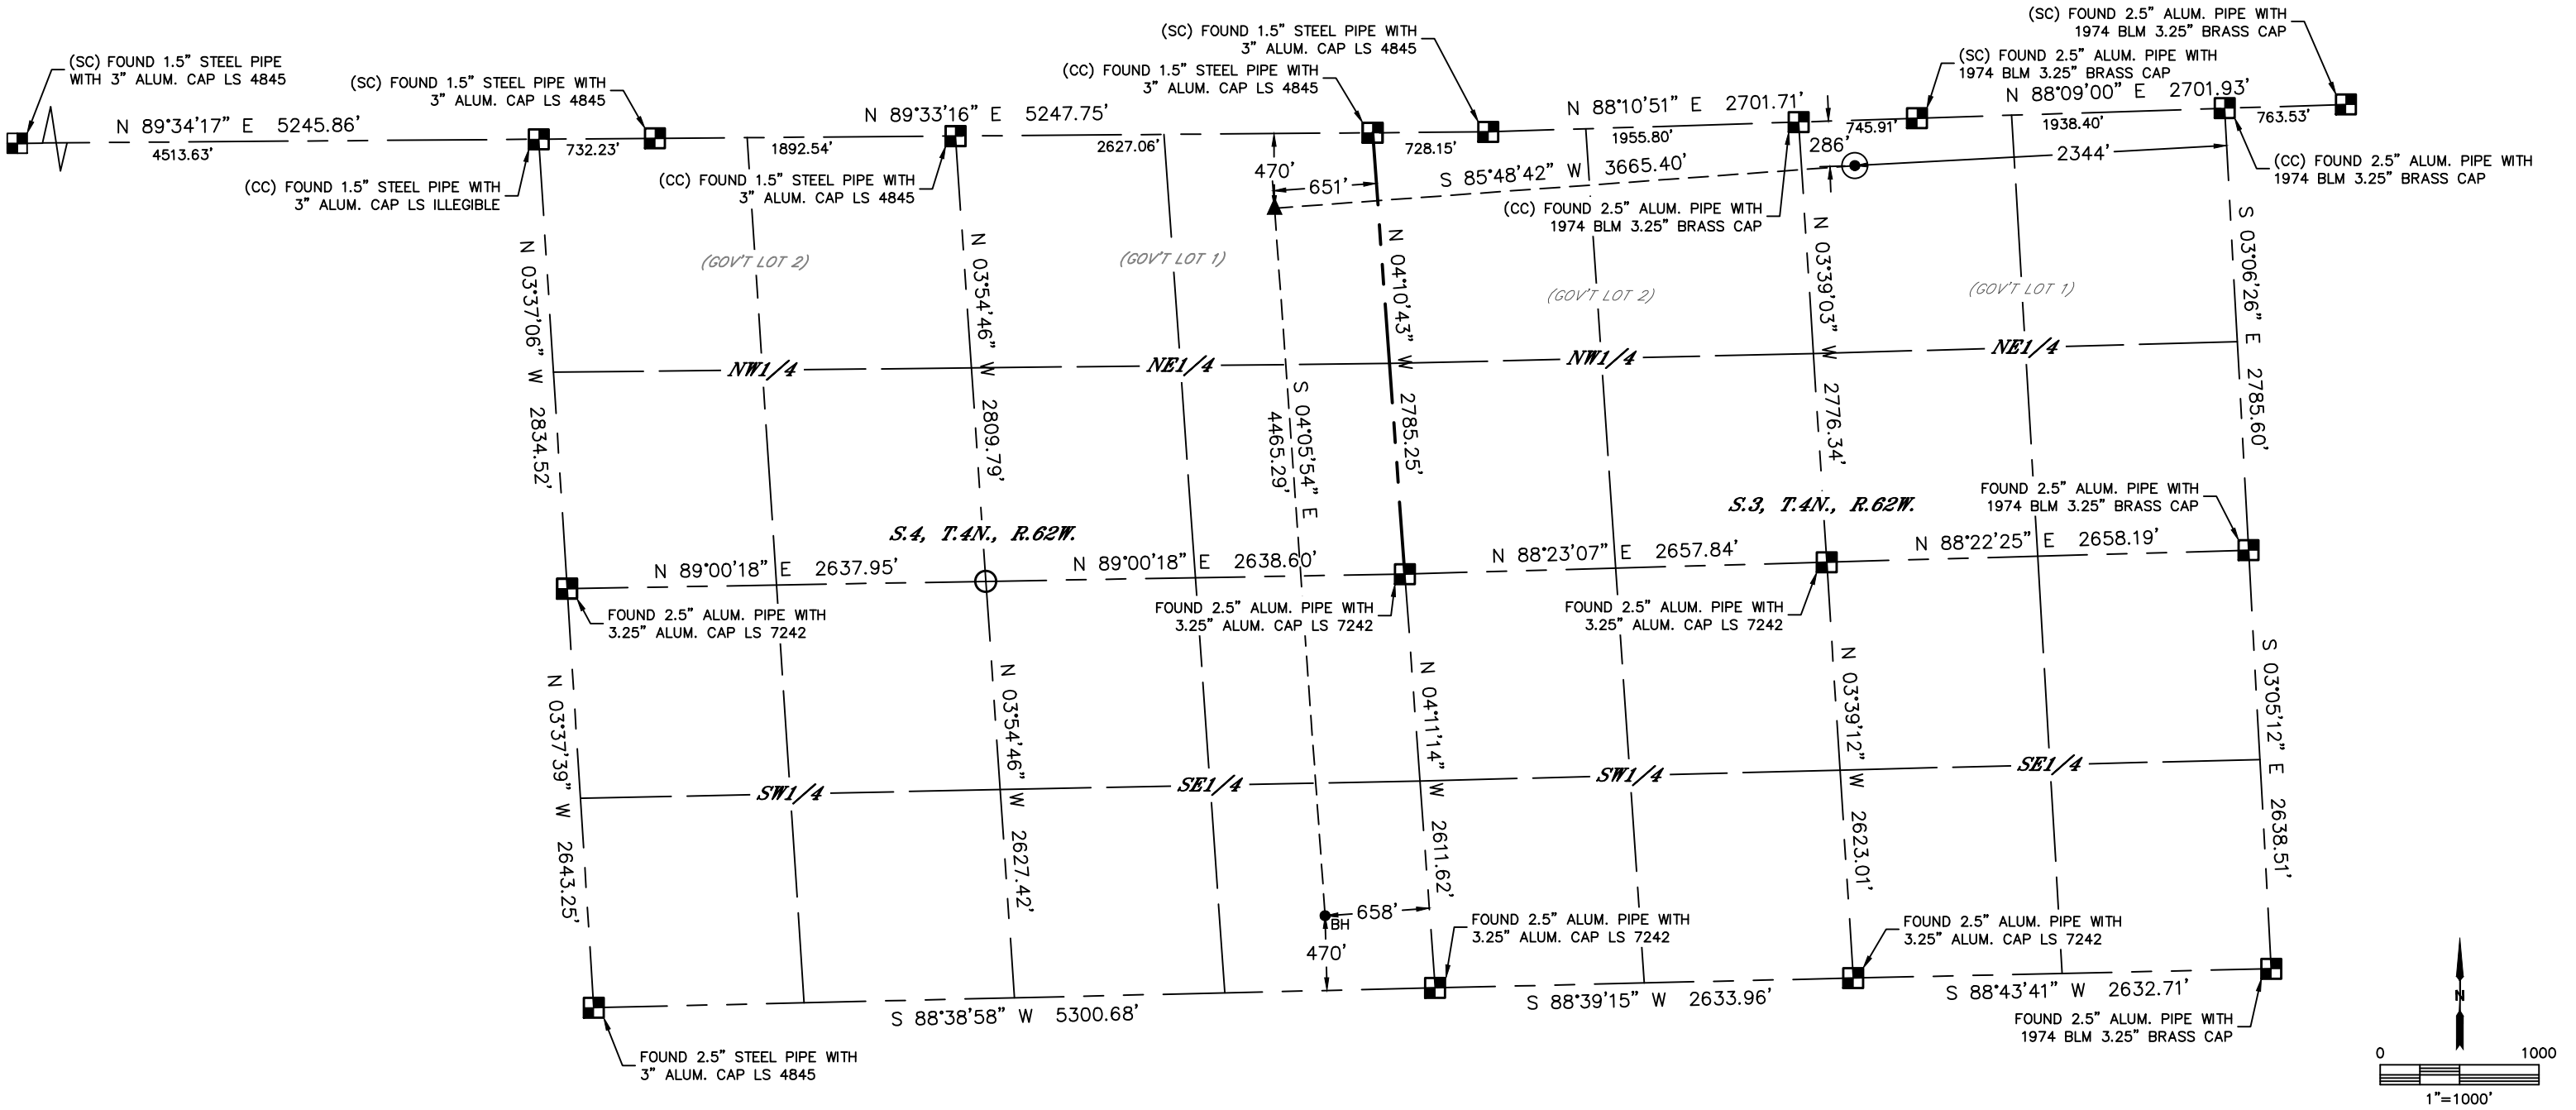 (SC) FOUND 1.5” STEEL PIPE
WITH 3” ALUM. CAP LS 4845
(SC) FOUND 1.5” STEEL PIPE WITH
3” ALUM. CAP LS 4845
(SC) FOUND 1.5” STEEL PIPE WITH
3” ALUM. CAP LS 4845
(CC) FOUND 1.5” STEEL PIPE WITH
3” ALUM. CAP LS 4845
(SC) FOUND 2.5” ALUM. PIPE WITH
1974 BLM 3.25” BRASS CAP
(SC) FOUND 2.5” ALUM. PIPE WITH
1974 BLM 3.25” BRASS CAP
N 89°34’17” E 5245.86’
4513.63’
732.23’
N 89°33’16” E 5247.75’
1892.54’
2627.06’
728.15’
N 88°10’51” E 2701.71’
1955.80’
745.91’
N 88°09’00” E 2701.93’
1938.40’
763.53’
(CC) FOUND 1.5” STEEL PIPE WITH
3” ALUM. CAP LS ILLEGIBLE
(CC) FOUND 1.5” STEEL PIPE WITH
3” ALUM. CAP LS 4845
470’
651’
S 85°48’42” W 3665.40’
286’
2344’
(CC) FOUND 2.5” ALUM. PIPE WITH
1974 BLM 3.25” BRASS CAP
(CC) FOUND 2.5” ALUM. PIPE WITH
1974 BLM 3.25” BRASS CAP
N 03°37’06” W 2834.52’
(GOV’T LOT 2)
N 03°54’46” W 2809.79’
(GOV’T LOT 1)
N 04°10’43” W 2785.25’
(GOV’T LOT 2)
N 03°39’03” W 2776.34’
(GOV’T LOT 1)
S 03°06’26” E 2785.60’
NW1/4
NE1/4
NW1/4
NE1/4
S 04°05’54” E
4465.29’
S.4, T.4N., R.62W.
S.3, T.4N., R.62W.
FOUND 2.5” ALUM. PIPE WITH
1974 BLM 3.25” BRASS CAP
N 89°00’18” E 2637.95’
N 89°00’18” E 2638.60’
N 88°23’07” E 2657.84’
N 88°22’25” E 2658.19’
FOUND 2.5” ALUM. PIPE WITH
3.25” ALUM. CAP LS 7242
FOUND 2.5” ALUM. PIPE WITH
3.25” ALUM. CAP LS 7242
FOUND 2.5” ALUM. PIPE WITH
3.25” ALUM. CAP LS 7242
N 03°37’39” W 2643.25’
N 03°54’46” W 2627.42’
N 04°11’14” W 2611.62’
N 03°39’12” W 2623.01’
S 03°05’12” E 2638.51’
SW1/4
SE1/4
SW1/4
SE1/4
BH
658’
470’
FOUND 2.5” ALUM. PIPE WITH
3.25” ALUM. CAP LS 7242
FOUND 2.5” ALUM. PIPE WITH
3.25” ALUM. CAP LS 7242
S 88°38’58” W 5300.68’
S 88°39’15” W 2633.96’
S 88°43’41” W 2632.71’
FOUND 2.5” STEEL PIPE WITH
3” ALUM. CAP LS 4845
FOUND 2.5” ALUM. PIPE WITH
1974 BLM 3.25” BRASS CAP
N
0 1000
1”=1000’